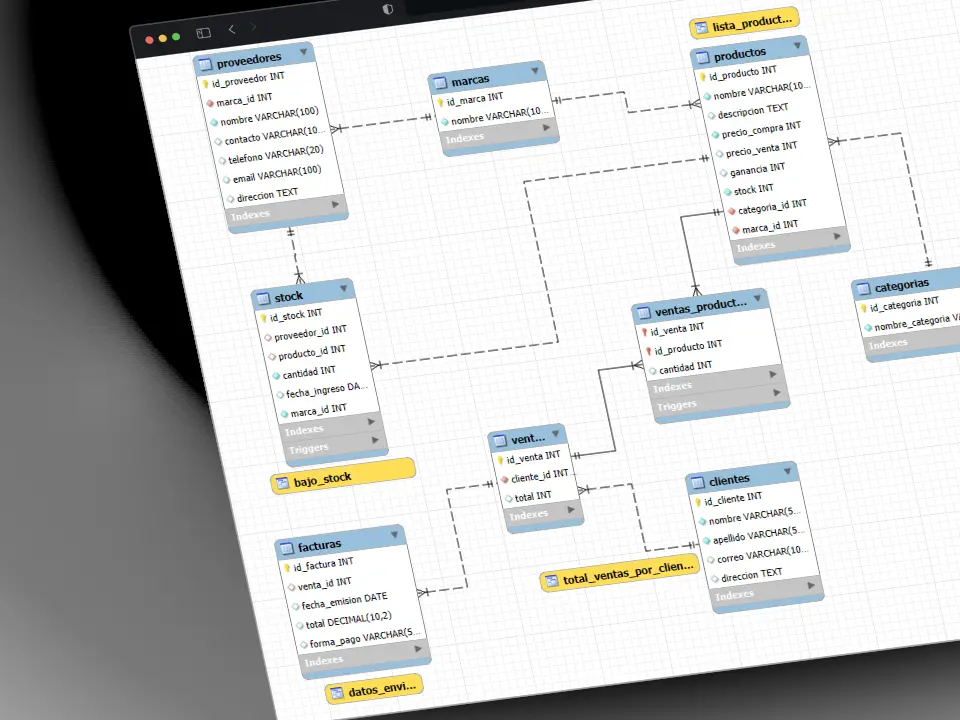 proveedores
id_proveedor INT
marca_id INT
nombre VARCHAR(100)
contacto VARCHAR(10...
telefono VARCHAR(20)
email VARCHAR(100)
direccion TEXT
Indexes
marcas
id_marca INT
nombre VARCHAR(10...
Indexes
lista_product...
productos
id_producto INT
nombre VARCHAR(10...
descripcion TEXT
precio_compra INT
precio_venta INT
ganancia INT
stock INT
categoria_id INT
marca_id INT
Indexes
stock
id_stock INT
proveedor_id INT
producto_id INT
cantidad INT
fecha_ingreso DA...
marca_id INT
Indexes
Triggers
bajo_stock
ventas_product...
id_venta INT
id_producto INT
cantidad INT
Indexes
Triggers
categorias
id_categoria INT
nombre_categoria VA
Indexes
vent...
id_venta INT
cliente_id INT
total INT
Indexes
clientes
id_cliente INT
nombre VARCHAR(5...
apellido VARCHAR(5...
correo VARCHAR(10...
direccion TEXT
Indexes
total_ventas_por_clien...
facturas
id_factura INT
venta_id INT
fecha_emision DATE
total DECIMAL(10,2)
forma_pago VARCHAR(5...
Indexes
datos_envi...